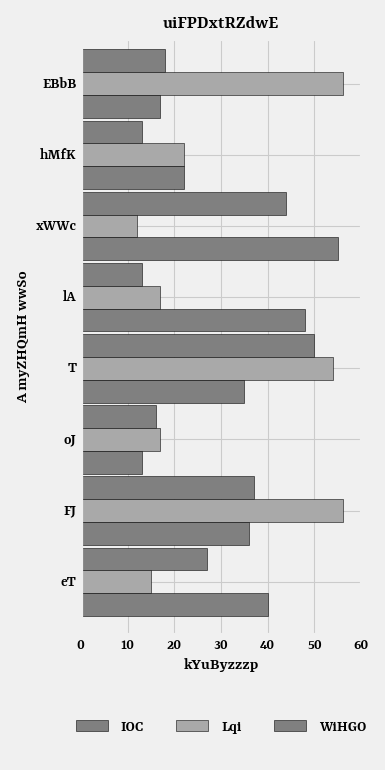 uiFPDxtRZdwE
EBbB
hMfK
xWWc
lA
T
oJ
FJ
eT
A myZHQmH wwSo
0 10 20 30 40 50 60
kYuByzzzp
IOC Lqi WiHGO